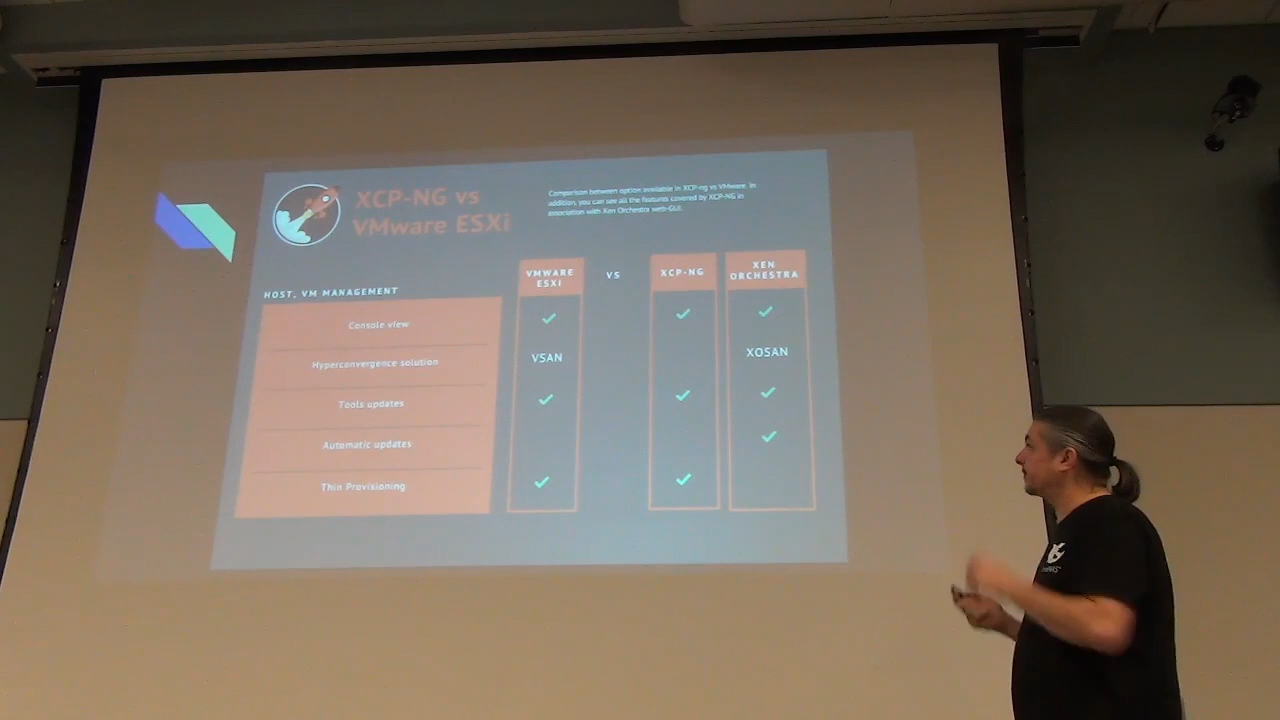 XCP-NG vs
VMware ESXi
Comparison between option available in XCP-ng vs VMware. In
addition, you can see all the features covered by XCP-NG in
association with Xen Orchestra web-GUI.
HOST, VM MANAGEMENT
VMWARE
ESXI
VS
XCP-NG
XEN
ORCHESTRA
Console view
Hyperconvergence solution
VSAN
XOSAN
Tools updates
Automatic updates
Thin Provisioning